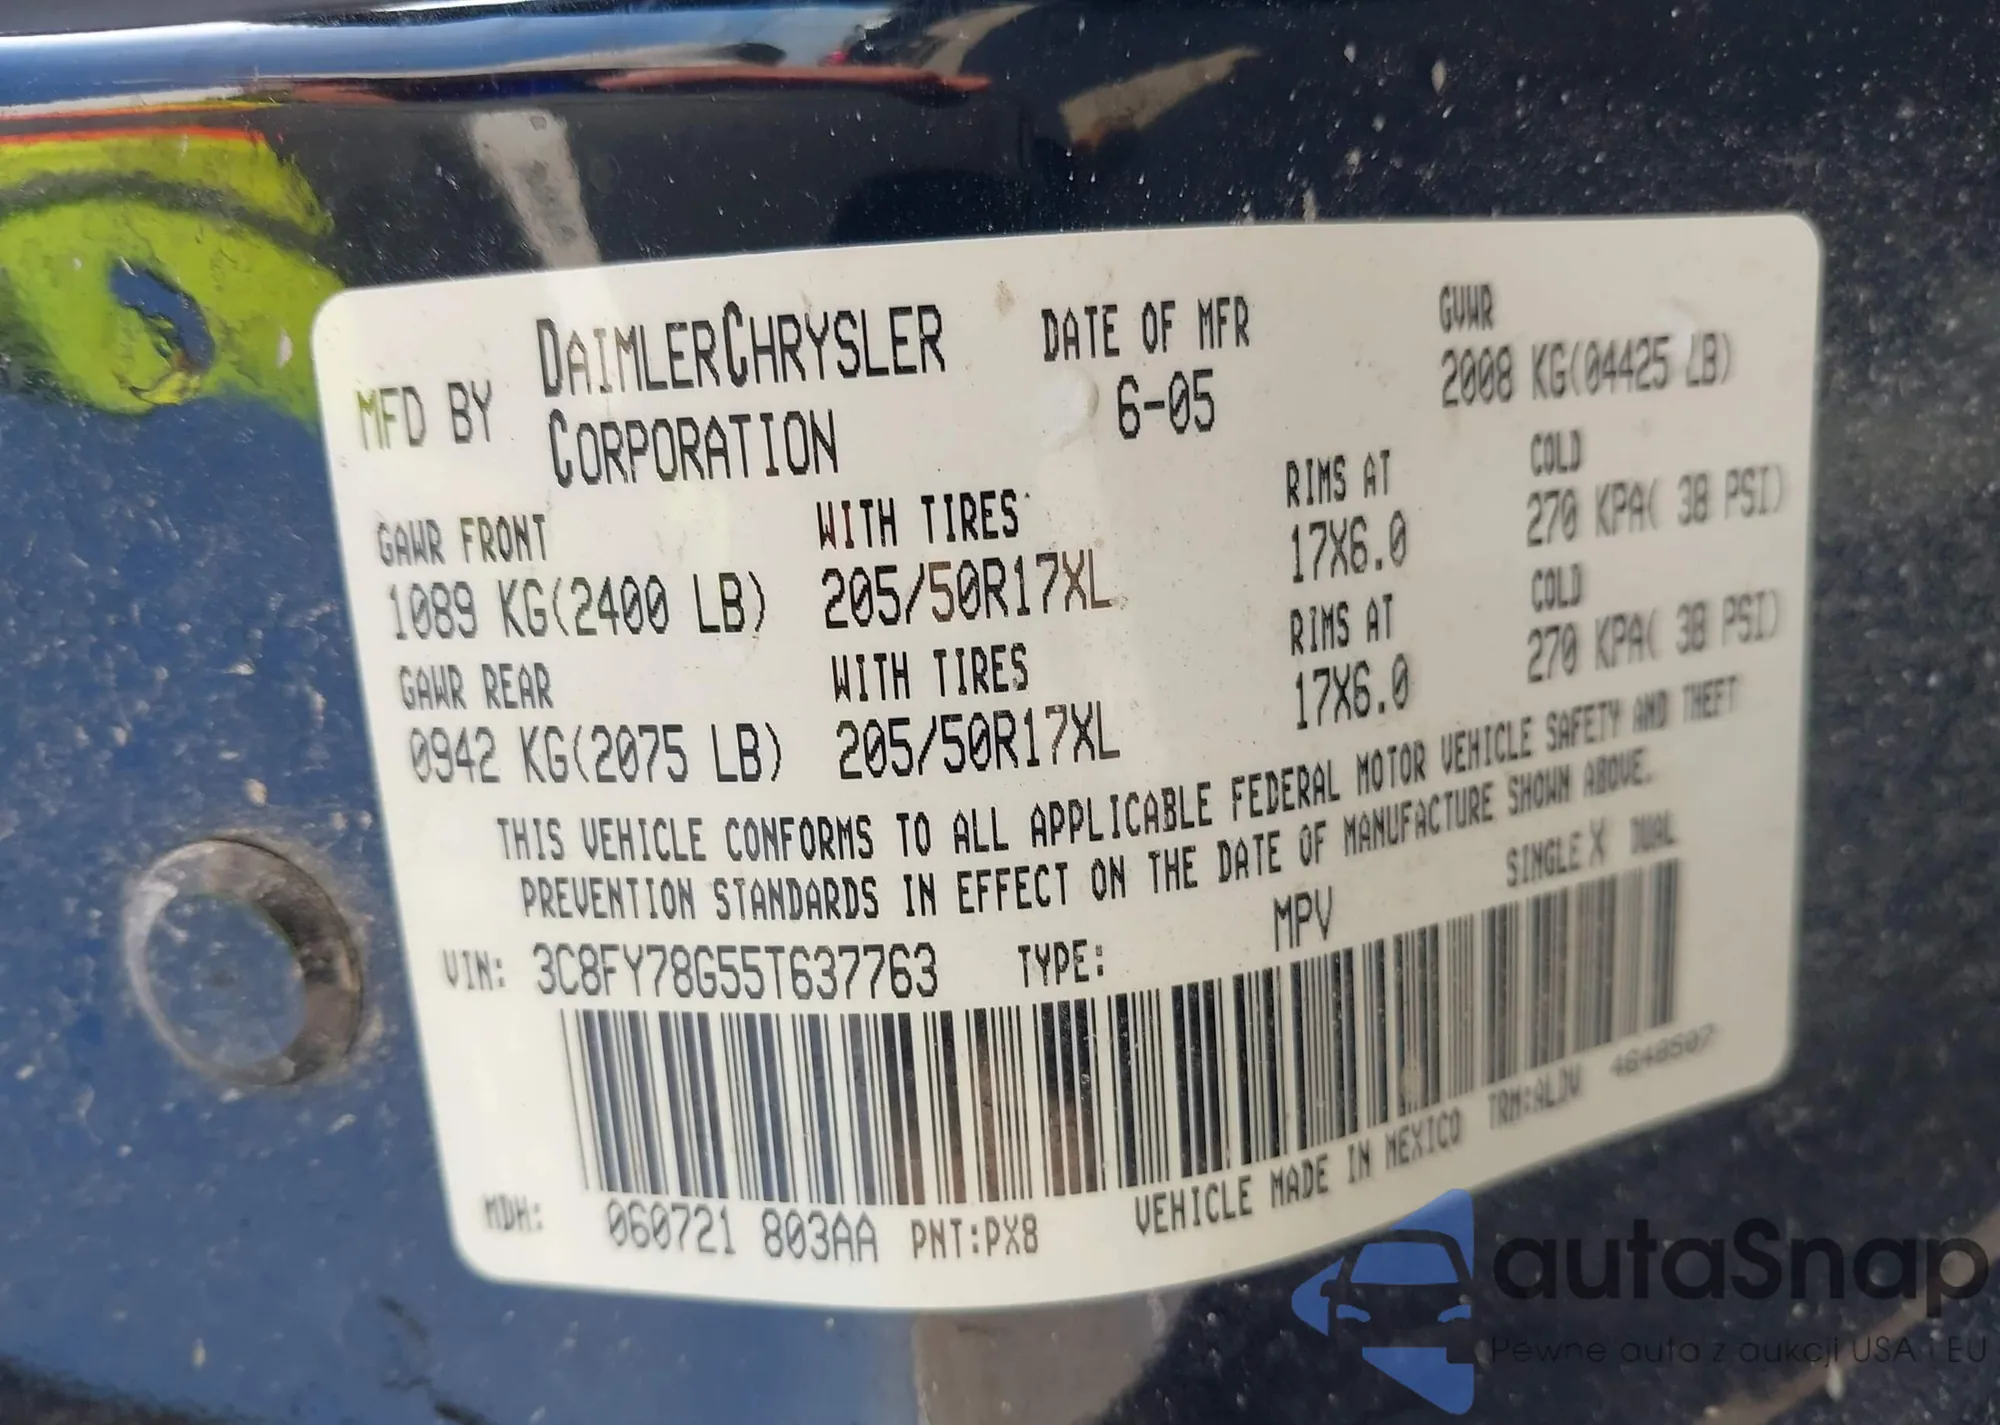 MFD BY DAIMLERCHRYSLER CORPORATION
DATE OF MFR
6-05
GVWR
2008 KG(04425 LB)
GAWR FRONT WITH TIRES RIMS AT COLD
1089 KG(2400 LB) 205/50R17XL 17X6.0 270 KPA( 38 PSI)
GAWR REAR WITH TIRES RIMS AT COLD
0942 KG(2075 LB) 205/50R17XL 17X6.0 270 KPA( 38 PSI)
THIS VEHICLE CONFORMS TO ALL APPLICABLE FEDERAL MOTOR VEHICLE SAFETY AND THEFT
PREVENTION STANDARDS IN EFFECT ON THE DATE OF MANUFACTURE SHOWN ABOVE.
VIN: 3C8FY78G55T637763 TYPE: MPV SINGLE X DUAL
MDH: 060721 803AA PNT:PX8 VEHICLE MADE IN MEXICO TRM:ALDV 4648507
autaSnap
Pewne auta z aukcji USA i EU